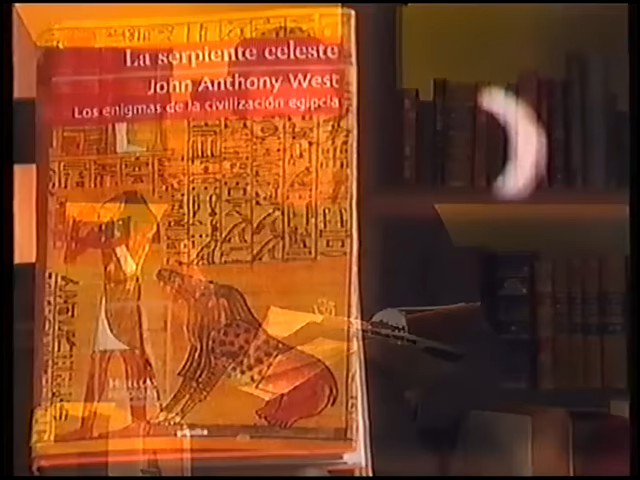 La serpiente celeste
John Anthony West
Los enigmas de la civilización egipcia